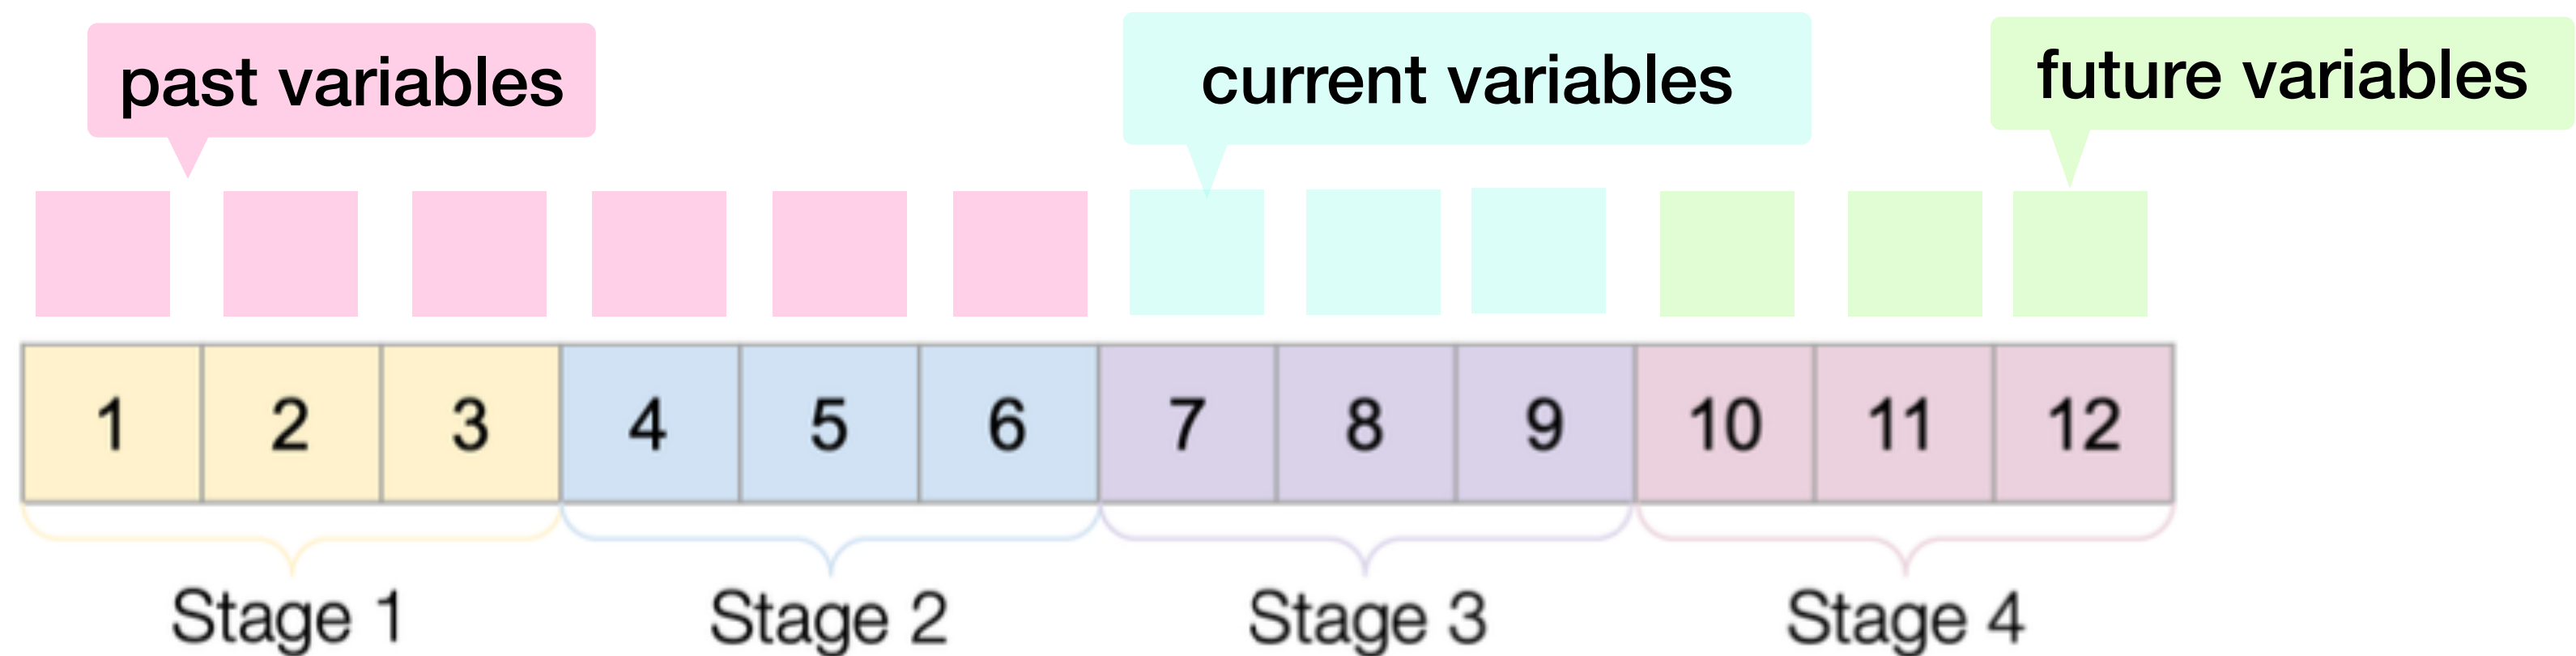 past variables
current variables
future variables
1 2 3 4 5 6 7 8 9 10 11 12
Stage 1 Stage 2 Stage 3 Stage 4